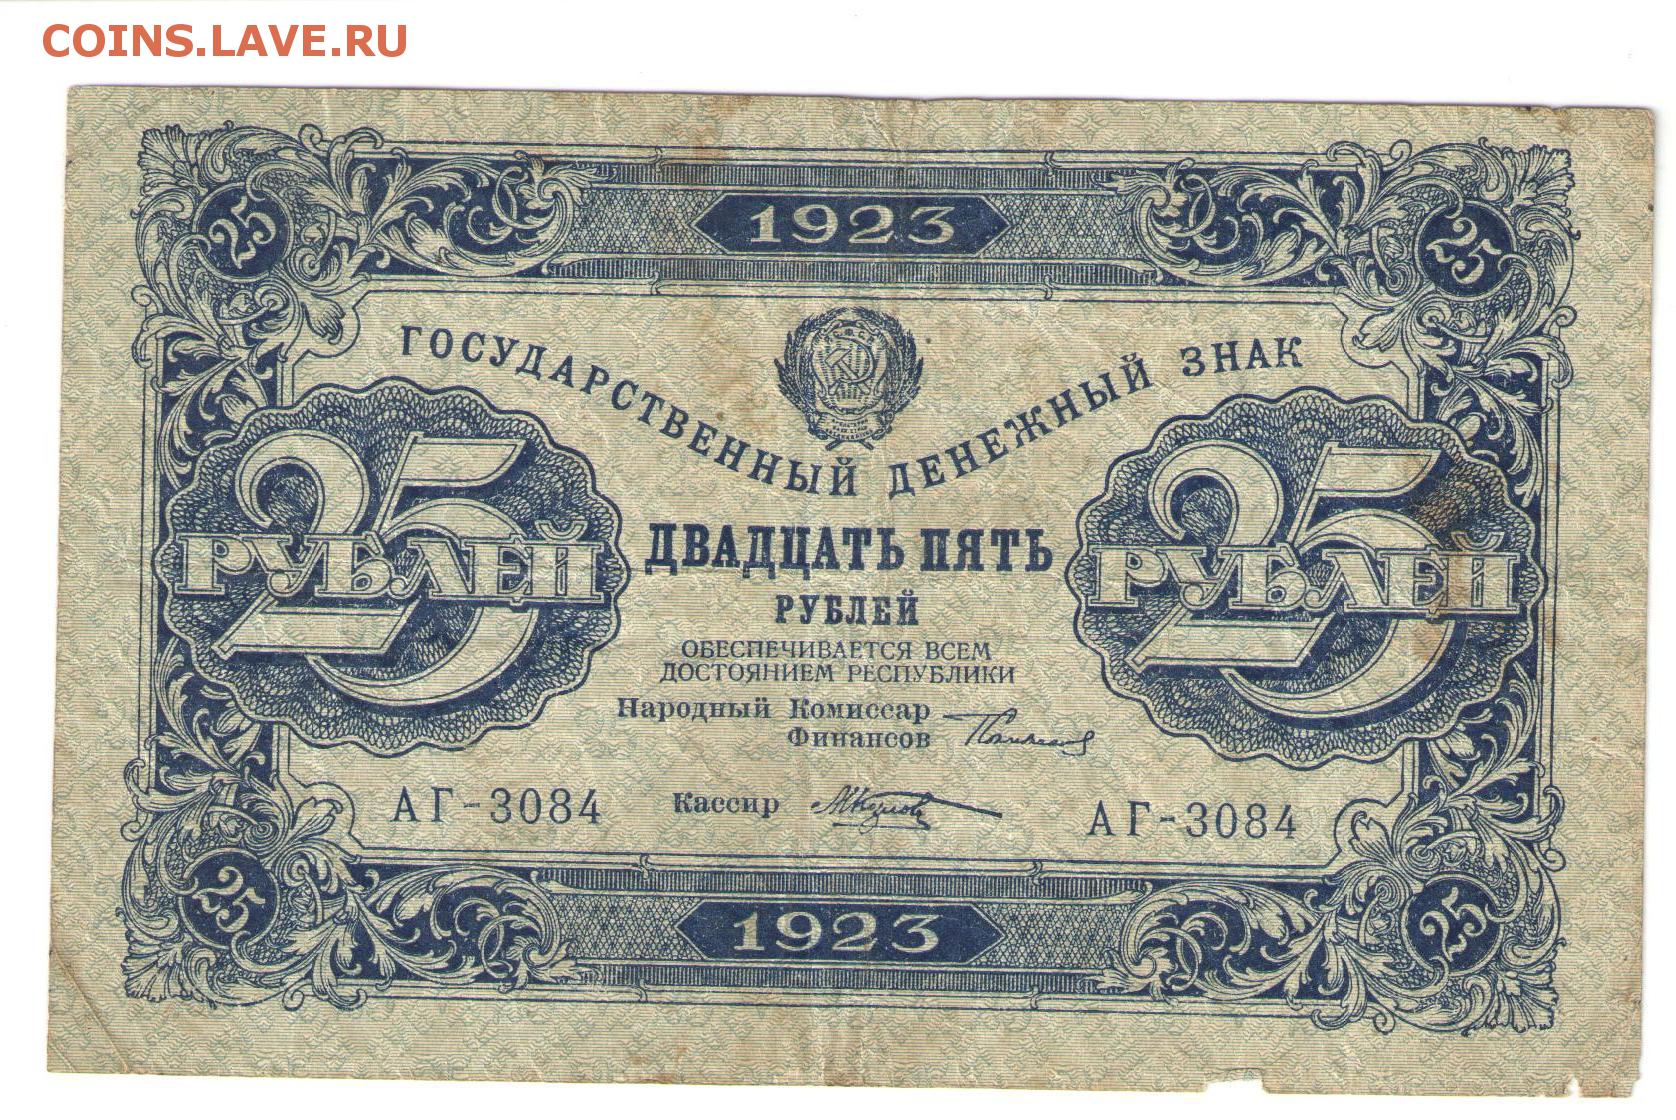 COINS.LAVE.RU
1923
25 25
ГОСУДАРСТВЕННЫЙ ДЕНЕЖНЫЙ ЗНАК
25 РУБЛЕЙ
25 РУБЛЕЙ
ДВАДЦАТЬ ПЯТЬ
РУБЛЕЙ
ОБЕСПЕЧИВАЕТСЯ ВСЕМ
ДОСТОЯНИЕМ РЕСПУБЛИКИ
Народный Комиссар
Финансов
АГ-3084 Кассир АГ-3084
25 25
1923